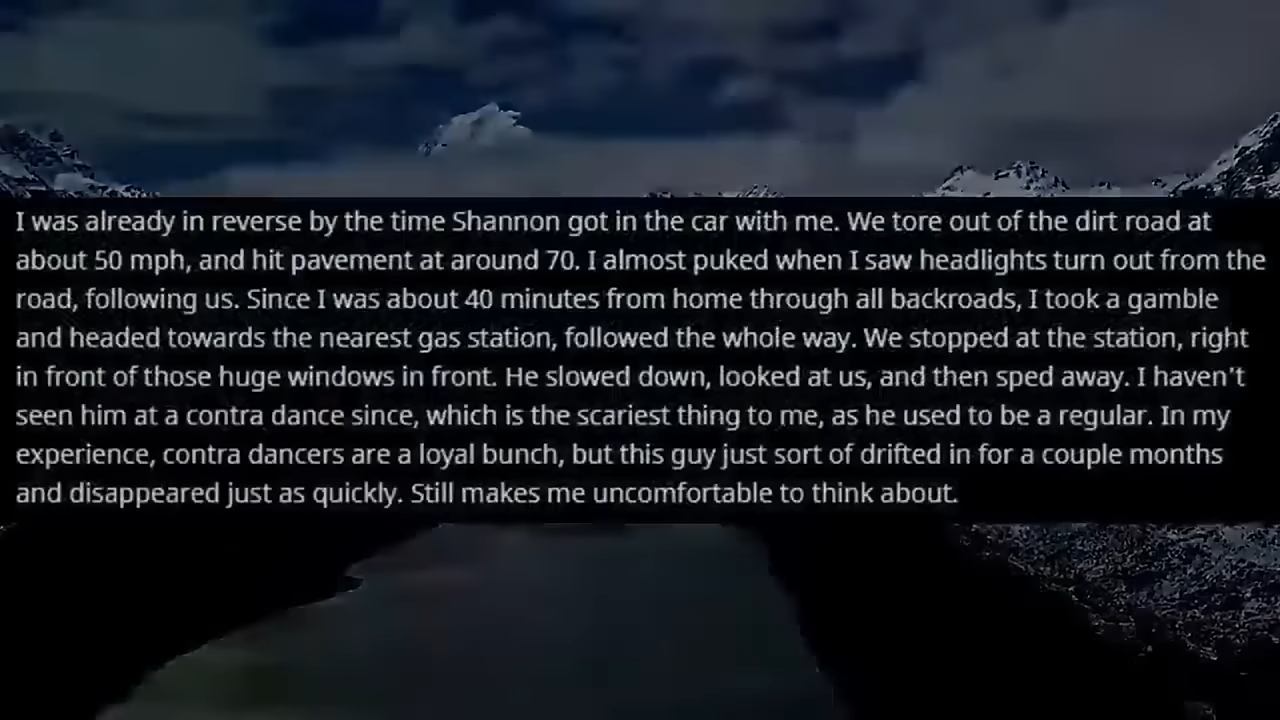 I was already in reverse by the time Shannon got in the car with me. We tore out of the dirt road at
about 50 mph, and hit pavement at around 70. I almost puked when I saw headlights turn out from the
road, following us. Since I was about 40 minutes from home through all backroads, I took a gamble
and headed towards the nearest gas station, followed the whole way. We stopped at the station, right
in front of those huge windows in front. He slowed down, looked at us, and then sped away. I haven't
seen him at a contra dance since, which is the scariest thing to me, as he used to be a regular. In my
experience, contra dancers are a loyal bunch, but this guy just sort of drifted in for a couple months
and disappeared just as quickly. Still makes me uncomfortable to think about.